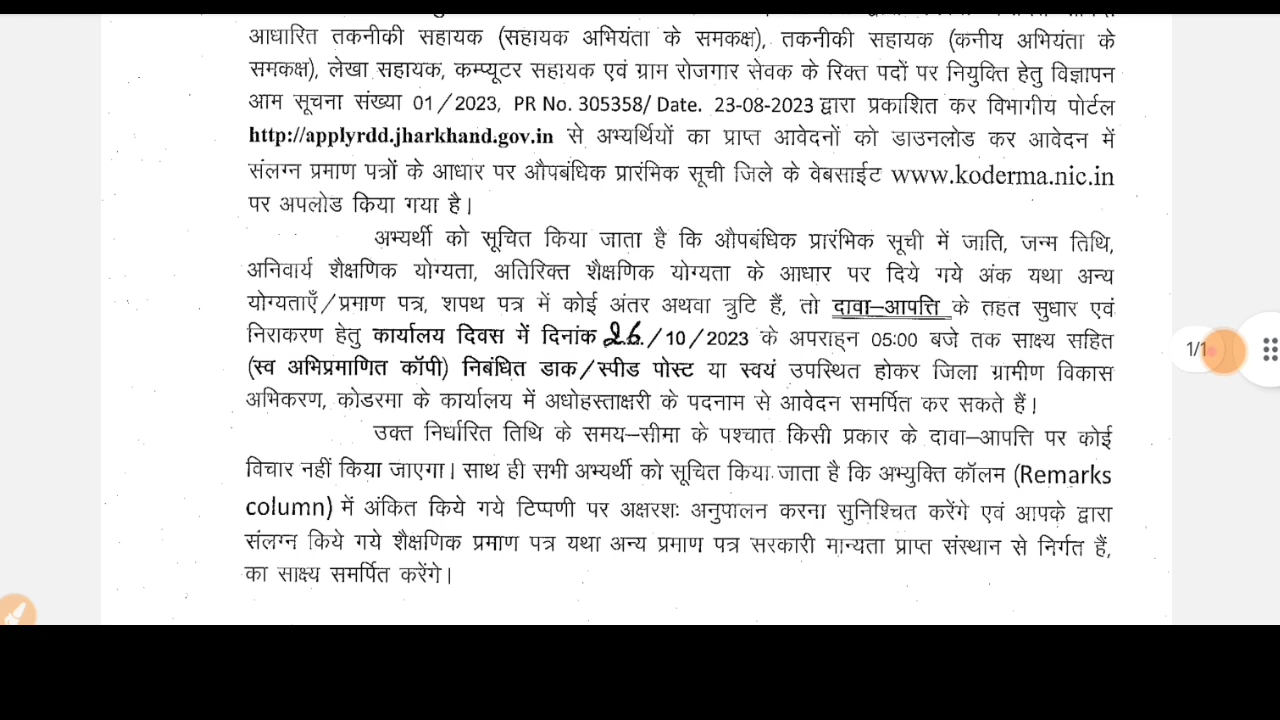 आधारित तकनीकी सहायक (सहायक अभियंता के समकक्ष), तकनीकी सहायक (कनीय अभियंता के
समकक्ष), लेखा सहायक, कम्प्यूटर सहायक एवं ग्राम रोजगार सेवक के रिक्त पदों पर नियुक्ति हेतु विज्ञापन
आम सूचना संख्या 01/2023, PR No. 305358/ Date. 23-08-2023 द्वारा प्रकाशित कर विभागीय पोर्टल
http://applyrdd.jharkhand.gov.in से अभ्यर्थियों का प्राप्त आवेदनों को डाउनलोड कर आवेदन में
संलग्न प्रमाण पत्रों के आधार पर औपबंधिक प्रारंमिक सूची जिले के वेबसाईट www.koderma.nic.in
पर अपलोड किया गया है।
अभ्यर्थी को सूचित किया जाता है कि औपबंधिक प्रारंमिक सूची में जाति, जन्म तिथि,
अनिवार्य शैक्षणिक योग्यता, अतिरिक्त शैक्षणिक योग्यता के आधार पर दिये गये अंक यथा अन्य
योग्यताएँ/प्रमाण पत्र, शपथ पत्र में कोई अंतर अथवा त्रुटि हैं, तो दावा–आपत्ति के तहत सुधार एवं
निराकरण हेतु कार्यालय दिवस में दिनांक 26/10/2023 के अपराह्न 05:00 बजे तक साक्ष्य सहित
(स्व अभिप्रमाणित कॉपी) निबंधित डाक/स्पीड पोस्ट या स्वयं उपस्थित होकर जिला ग्रामीण विकास
अभिकरण, कोडरमा के कार्यालय में अधोहस्ताक्षरी के पदनाम से आवेदन समर्पित कर सकते हैं।
उक्त निर्धारित तिथि के समय–सीमा के पश्चात किसी प्रकार के दावा–आपत्ति पर कोई
विचार नहीं किया जाएगा। साथ ही सभी अभ्यर्थी को सूचित किया जाता है कि अभ्युक्ति कॉलम (Remarks
column) में अंकित किये गये टिप्पणी पर अक्षरशः अनुपालन करना सुनिश्चित करेंगे एवं आपके द्वारा
संलग्न किये गये शैक्षणिक प्रमाण पत्र यथा अन्य प्रमाण पत्र सरकारी मान्यता प्राप्त संस्थान से निर्गत हैं,
का साक्ष्य समर्पित करेंगे।
1/1